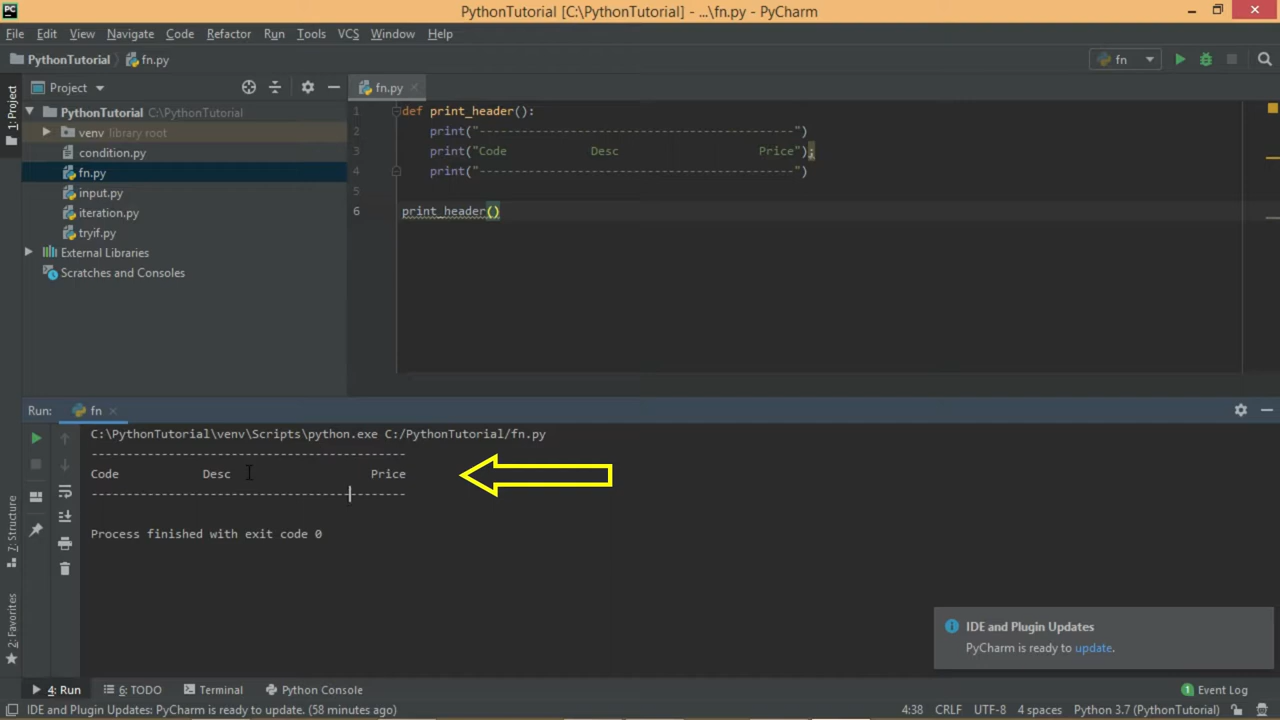 PythonTutorial [C:\PythonTutorial] - ...\fn.py - PyCharm
File Edit View Navigate Code Refactor Run Tools VCS Window Help
PythonTutorial fn.py
fn
1: Project
Project
fn.py
PythonTutorial C:\PythonTutorial
venv library root
condition.py
fn.py
input.py
iteration.py
tryif.py
External Libraries
Scratches and Consoles
1 def print_header():
2 print("---------------------------------------------")
3 print("Code            Desc                    Price");
4 print("---------------------------------------------")
5
6 print_header()
Run: fn
C:\PythonTutorial\venv\Scripts\python.exe C:/PythonTutorial/fn.py
---------------------------------------------
Code            Desc                    Price
---------------------------------------------
Process finished with exit code 0
7: Structure
2: Favorites
IDE and Plugin Updates
PyCharm is ready to update.
4: Run 6: TODO Terminal Python Console
1 Event Log
IDE and Plugin Updates: PyCharm is ready to update. (58 minutes ago)
4:38 CRLF UTF-8 4 spaces Python 3.7 (PythonTutorial)